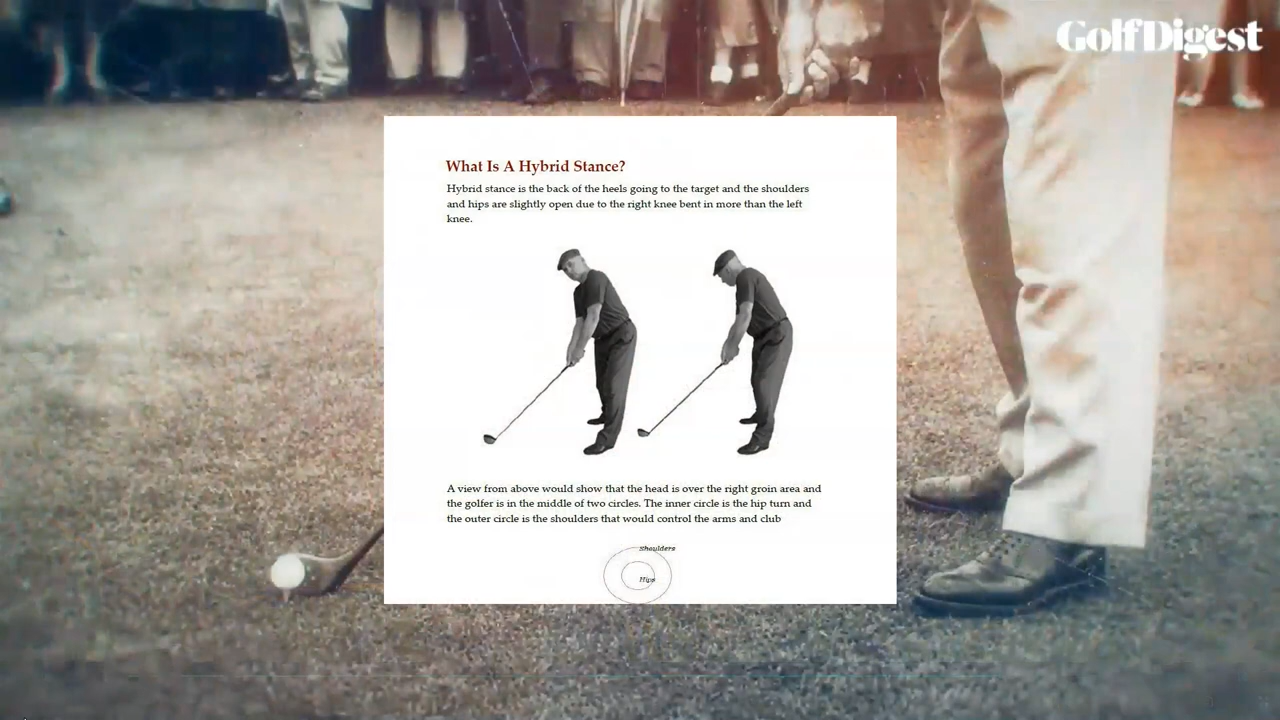 GolfDigest
What Is A Hybrid Stance?
Hybrid stance is the back of the heels going to the target and the shoulders
and hips are slightly open due to the right knee bent in more than the left
knee.
A view from above would show that the head is over the right groin area and
the golfer is in the middle of two circles. The inner circle is the hip turn and
the outer circle is the shoulders that would control the arms and club
Shoulders
Hips